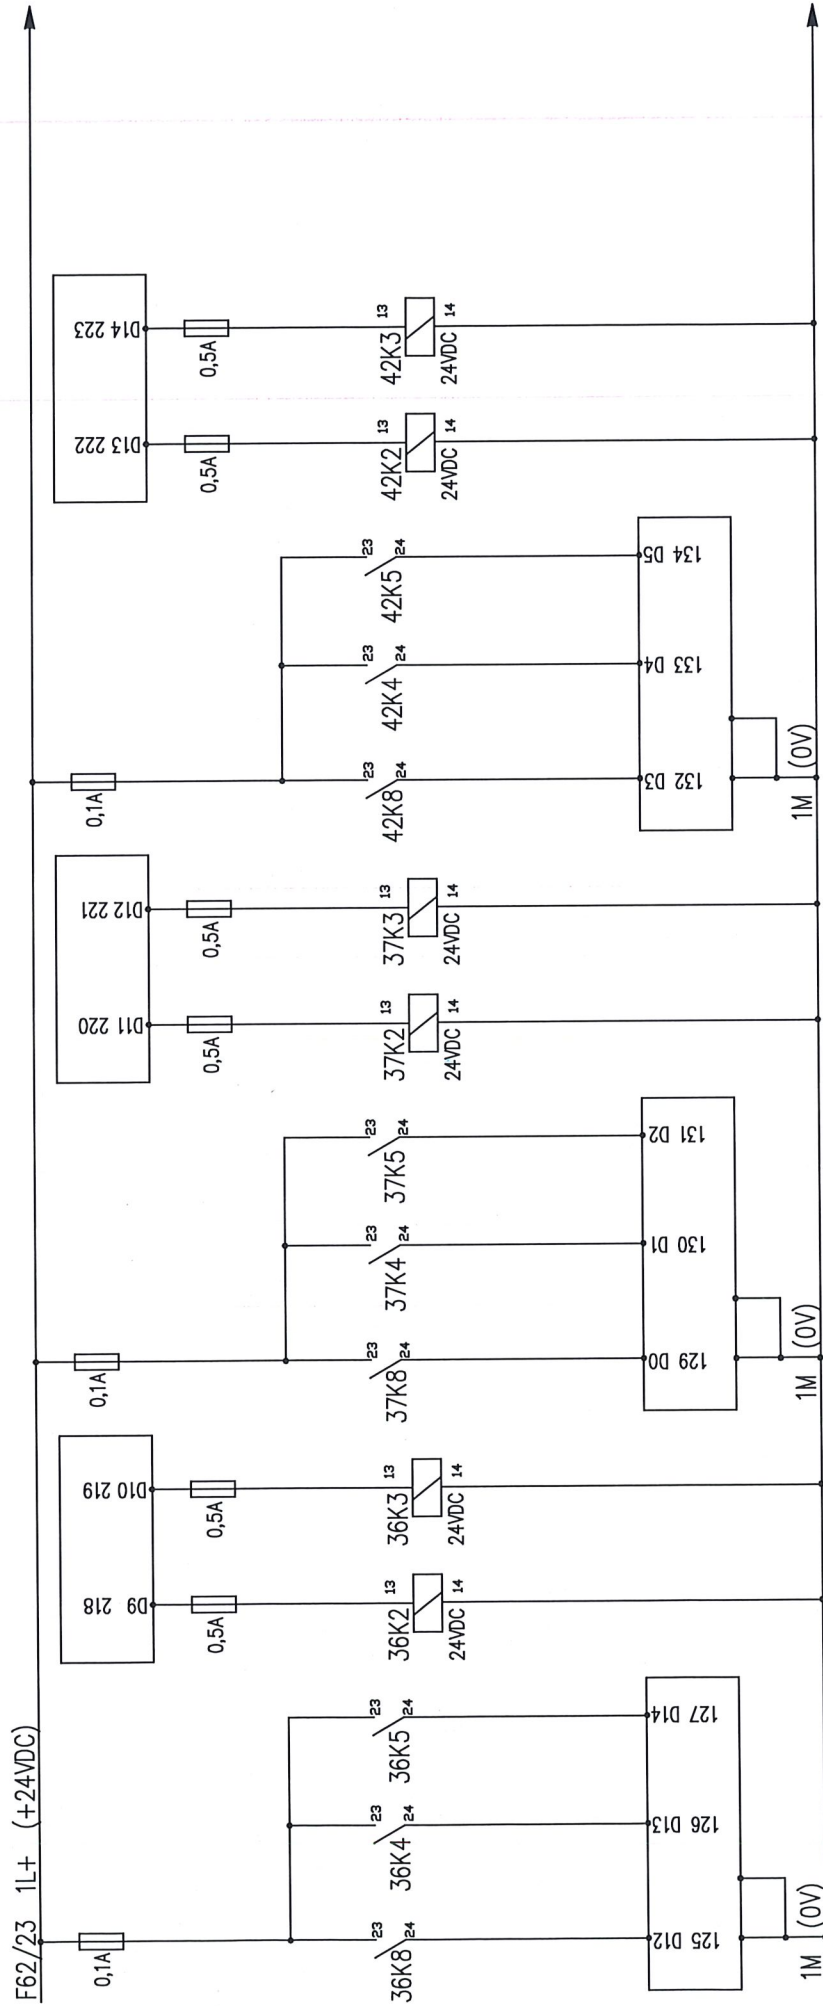 F62/23 1L+ (+24VDC)
0,1A
23
24
36K8
23
24
36K4
23
24
36K5
125 D12
126 D13
127 D14
1M (0V)
D9 218
D10 219
0,5A
0,5A
13
36K2
14
24VDC
13
36K3
14
24VDC
0,1A
23
24
37K8
23
24
37K4
23
24
37K5
129 D0
130 D1
131 D2
1M (0V)
D11 220
D12 221
0,5A
0,5A
13
37K2
14
24VDC
13
37K3
14
24VDC
0,1A
23
24
42K8
23
24
42K4
23
24
42K5
132 D3
133 D4
134 D5
1M (0V)
D13 222
D14 223
0,5A
0,5A
13
42K2
14
24VDC
13
42K3
14
24VDC